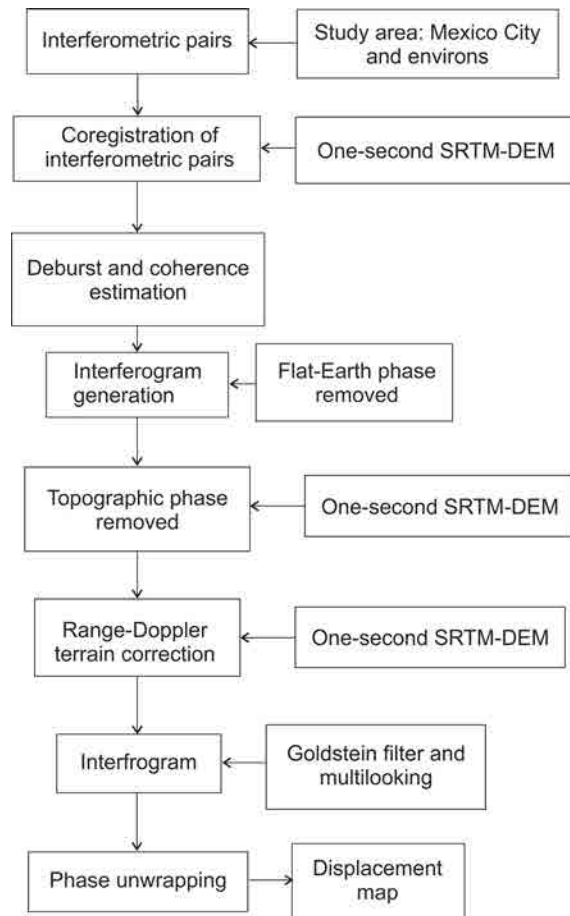 Interferometric pairs
Study area: Mexico City
and environs
Coregistration of
interferometric pairs
One-second SRTM-DEM
Deburst and coherence
estimation
Interferogram
generation
Flat-Earth phase
removed
Topographic phase
removed
One-second SRTM-DEM
Range-Doppler
terrain correction
One-second SRTM-DEM
Interfrogram
Goldstein filter and
multilooking
Phase unwrapping
Displacement
map